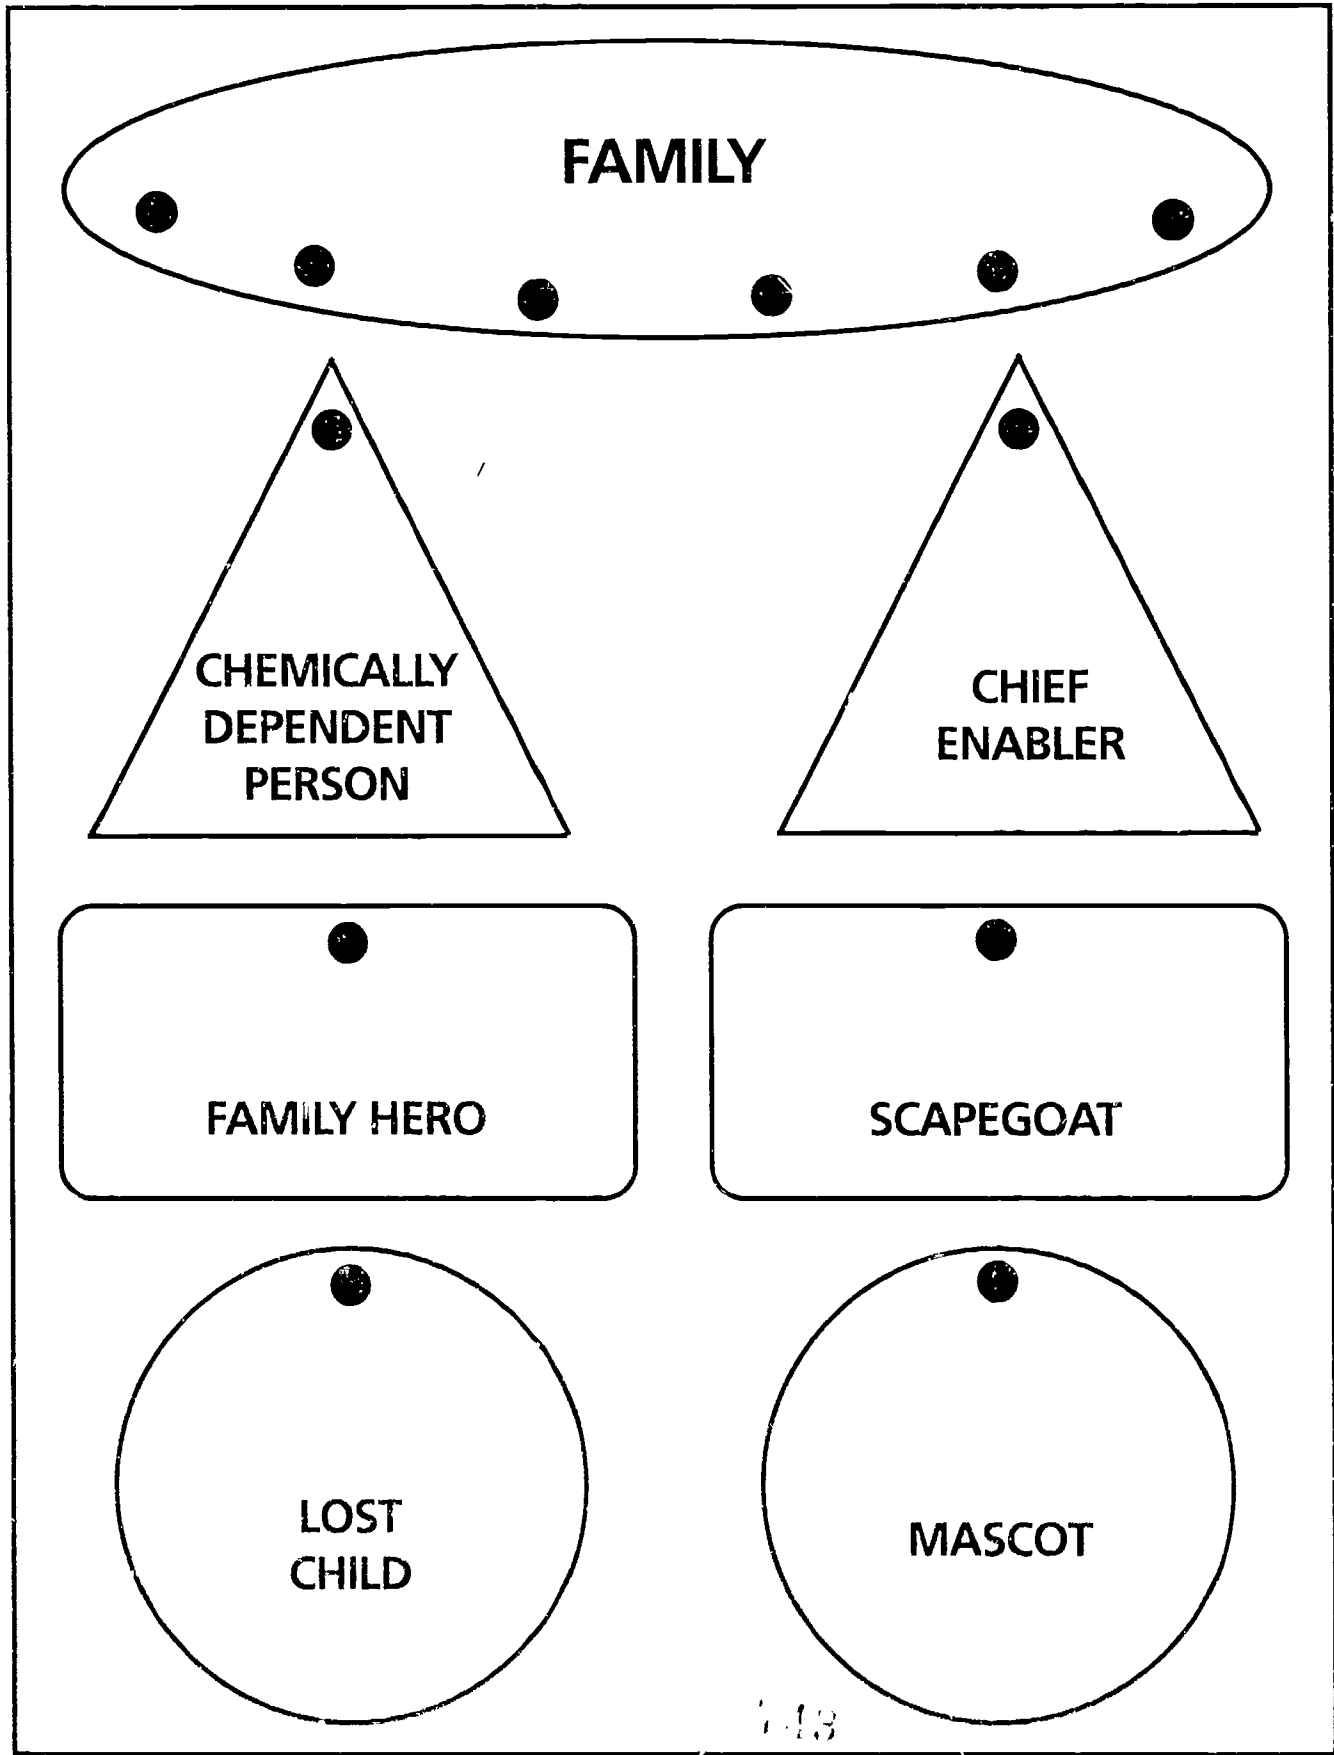 FAMILY
CHEMICALLY
DEPENDENT
PERSON
CHIEF
ENABLER
FAMILY HERO
SCAPEGOAT
LOST
CHILD
MASCOT